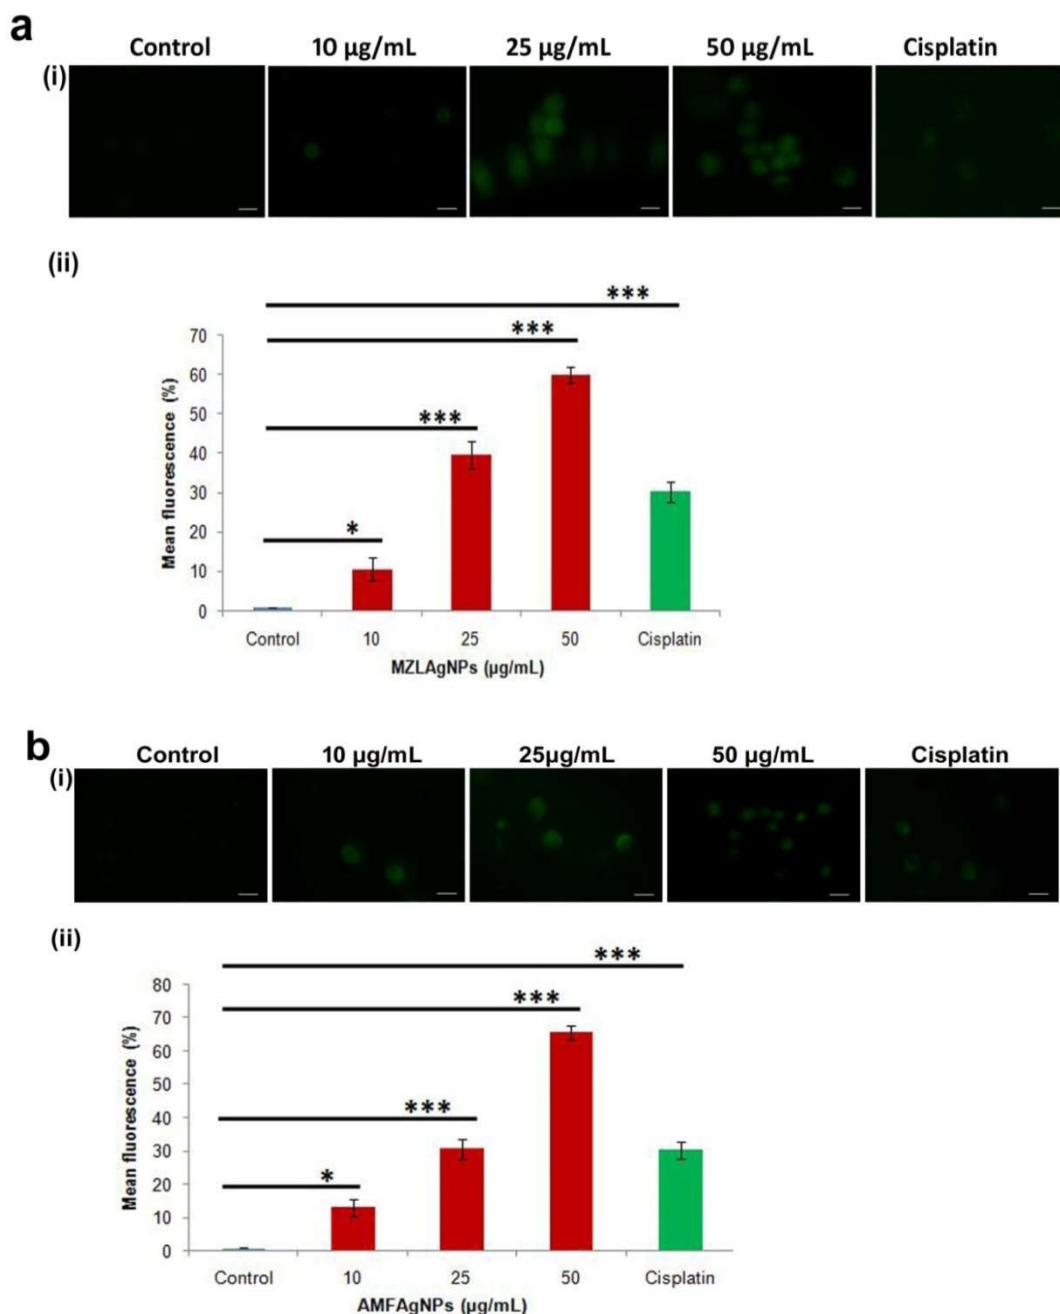 a
Control 10 µg/mL 25 µg/mL 50 µg/mL Cisplatin
(i)
(ii)
***
***
***
*
70
60
50
40
30
20
10
0
Mean fluorescence (%)
Control 10 25 50 Cisplatin
MZLAgNPs (µg/mL)
b
Control 10 µg/mL 25µg/mL 50 µg/mL Cisplatin
(i)
(ii)
***
***
***
*
80
70
60
50
40
30
20
10
0
Mean fluorescence (%)
Control 10 25 50 Cisplatin
AMFAgNPs (µg/mL)